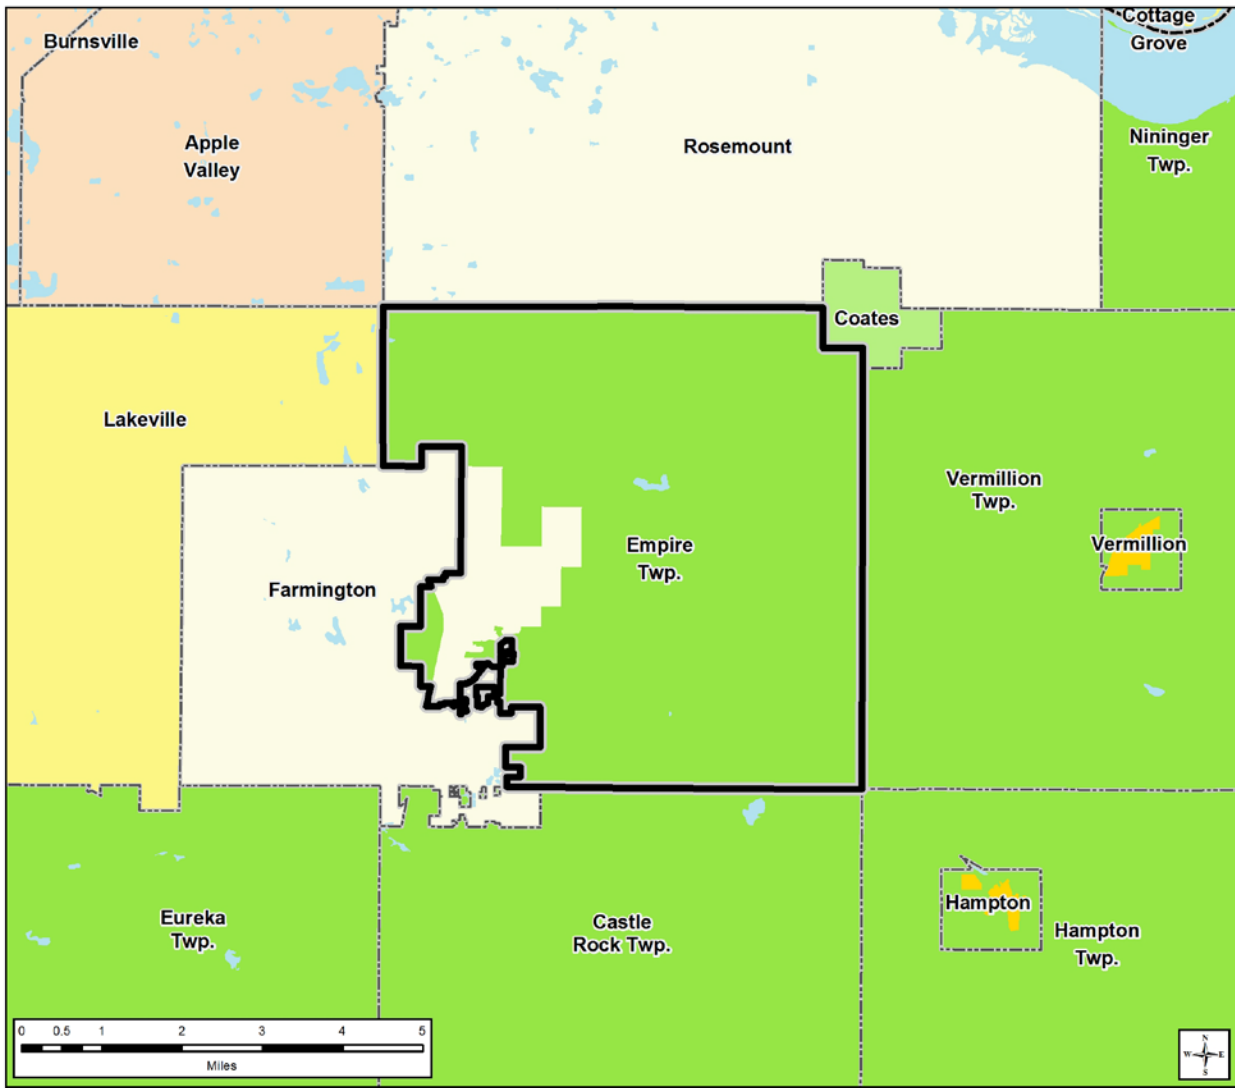 Cottage
Grove
Burnsville
Apple
Valley
Rosemount
Nininger
Twp.
Coates
Lakeville
Vermillion
Twp.
Empire
Twp.
Vermillion
Farmington
Hampton
Eureka
Twp.
Castle
Rock Twp.
Hampton
Twp.
0 0.5 1 2 3 4 5
Miles
N
W E
S